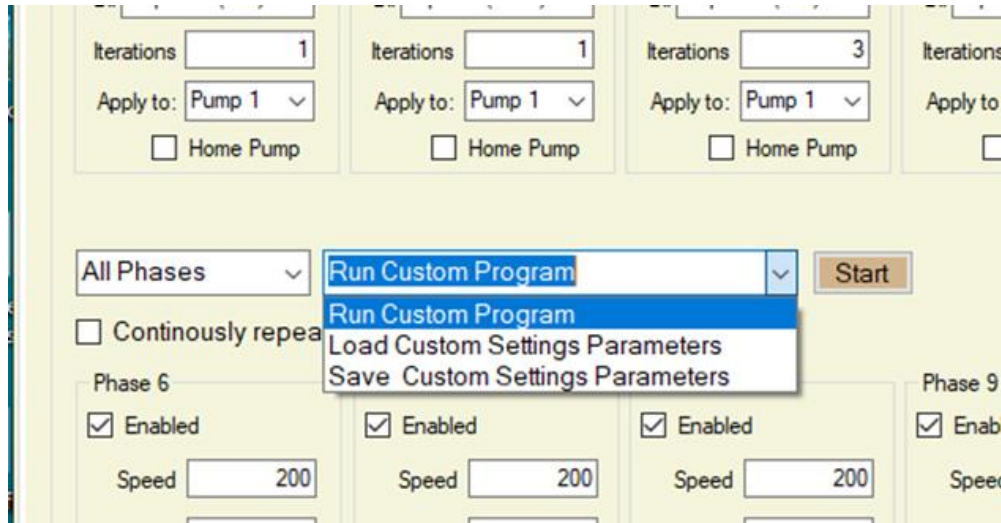 Iterations 1 Iterations 1 Iterations 3 Iterations
Apply to: Pump 1 Apply to: Pump 1 Apply to: Pump 1 Apply to
Home Pump Home Pump Home Pump
All Phases Run Custom Program Start
Run Custom Program
Continously repea
Load Custom Settings Parameters
Save Custom Settings Parameters
Phase 6 Phase 9
Enabled Enabled Enabled Enab
Speed 200 Speed 200 Speed 200 Speed